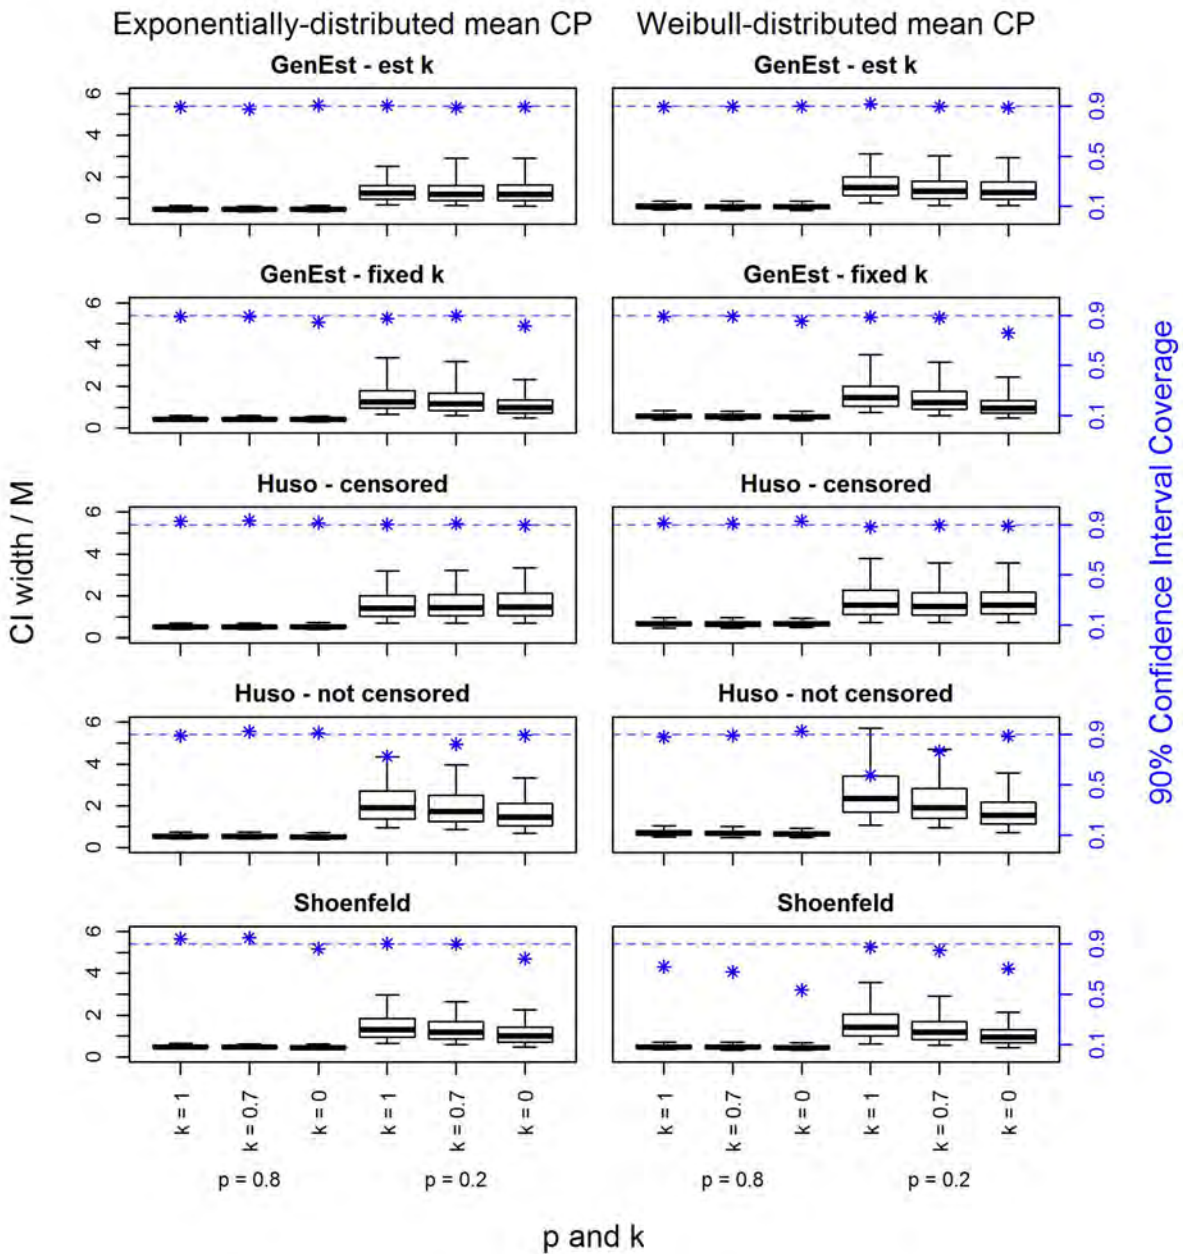 Exponentially-distributed mean CP
Weibull-distributed mean CP
GenEst - est k
GenEst - est k
6
4
2
0
0.9
0.5
0.1
GenEst - fixed k
GenEst - fixed k
6
4
2
0
0.9
0.5
0.1
CI width / M
90% Confidence Interval Coverage
Huso - censored
Huso - censored
6
4
2
0
0.9
0.5
0.1
Huso - not censored
Huso - not censored
6
4
2
0
0.9
0.5
0.1
Shoenfeld
Shoenfeld
6
4
2
0
0.9
0.5
0.1
k = 1
k = 0.7
k = 0
k = 1
k = 0.7
k = 0
k = 1
k = 0.7
k = 0
k = 1
k = 0.7
k = 0
p = 0.8
p = 0.2
p = 0.8
p = 0.2
p and k